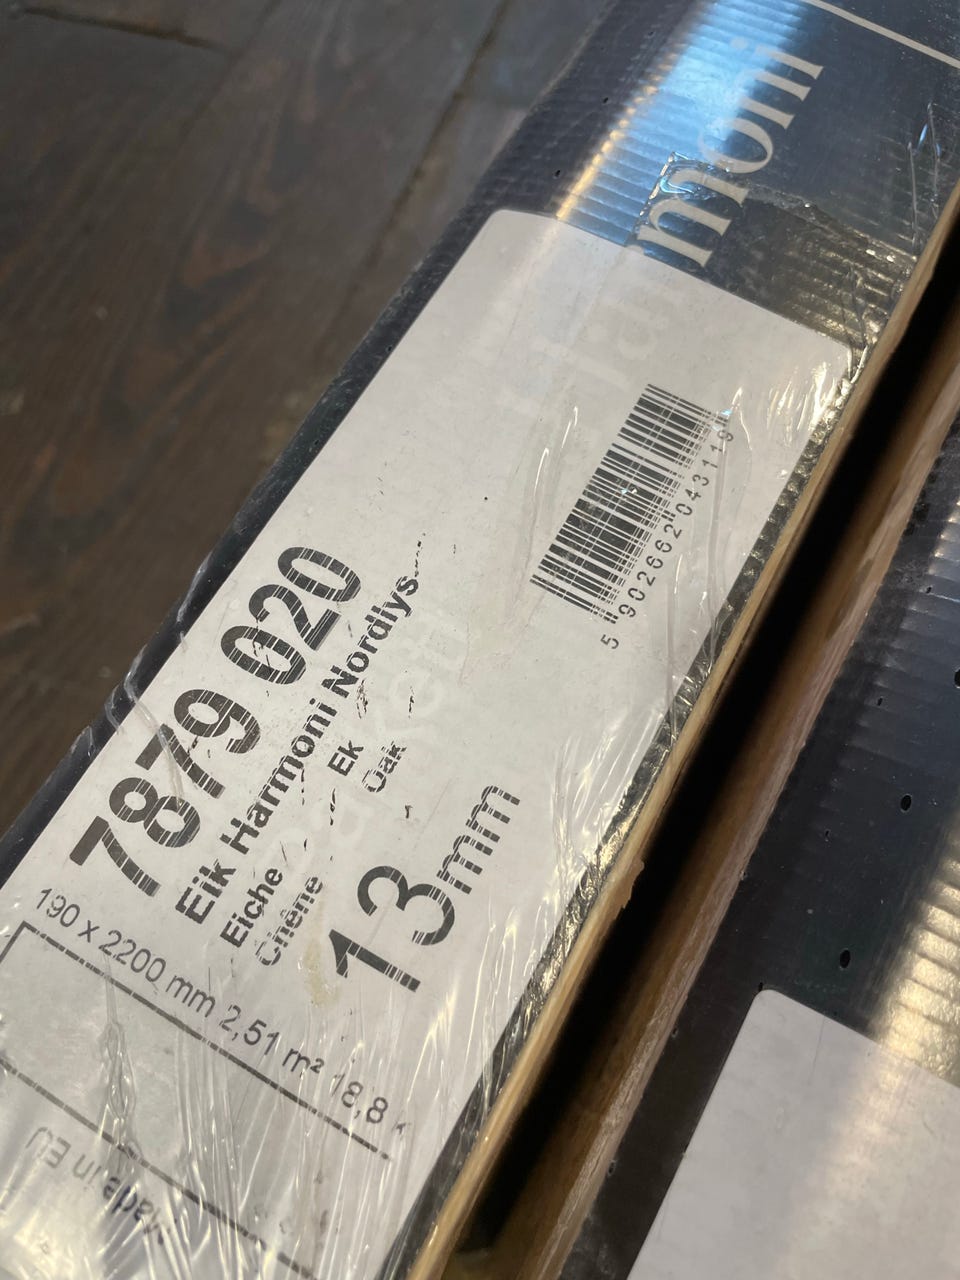 moni
5 902662 043119
7879 020
Eik Harmoni Nordlys
Eiche / Ek
Chêne / Oak
13mm
190 x 2200 mm 2,51 m² 18,8
Made in EU